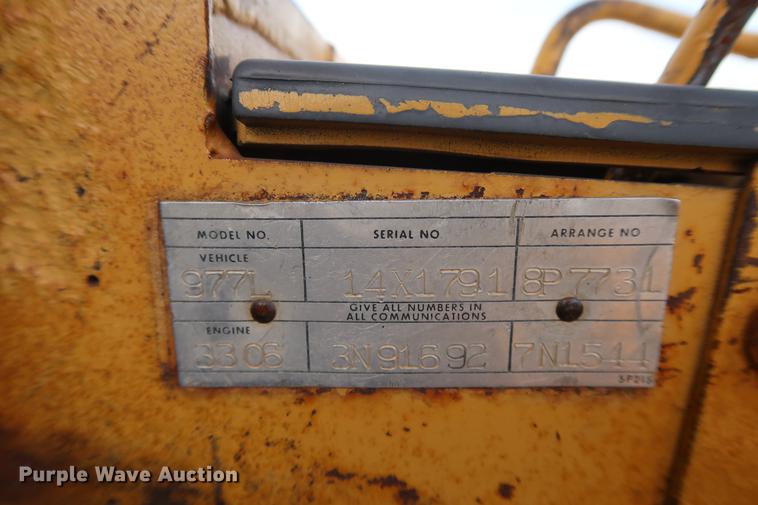 MODEL NO. SERIAL NO. ARRANGE NO
VEHICLE
977L 14X1791 8P7731
GIVE ALL NUMBERS IN
ALL COMMUNICATIONS
ENGINE
3306 3N91692 7N1544
5P215
Purple Wave Auction